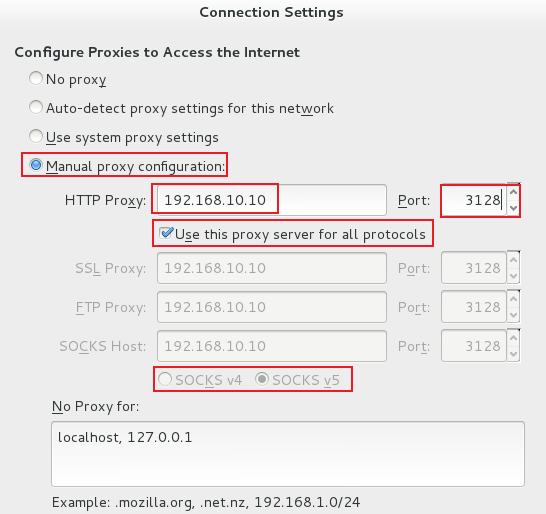 Connection Settings
Configure Proxies to Access the Internet
No proxy
Auto-detect proxy settings for this network
Use system proxy settings
Manual proxy configuration:
HTTP Proxy: 192.168.10.10 Port: 3128
Use this proxy server for all protocols
SSL Proxy: 192.168.10.10 Port: 3128
FTP Proxy: 192.168.10.10 Port: 3128
SOCKS Host: 192.168.10.10 Port: 3128
SOCKS v4 SOCKS v5
No Proxy for:
localhost, 127.0.0.1
Example: .mozilla.org, .net.nz, 192.168.1.0/24